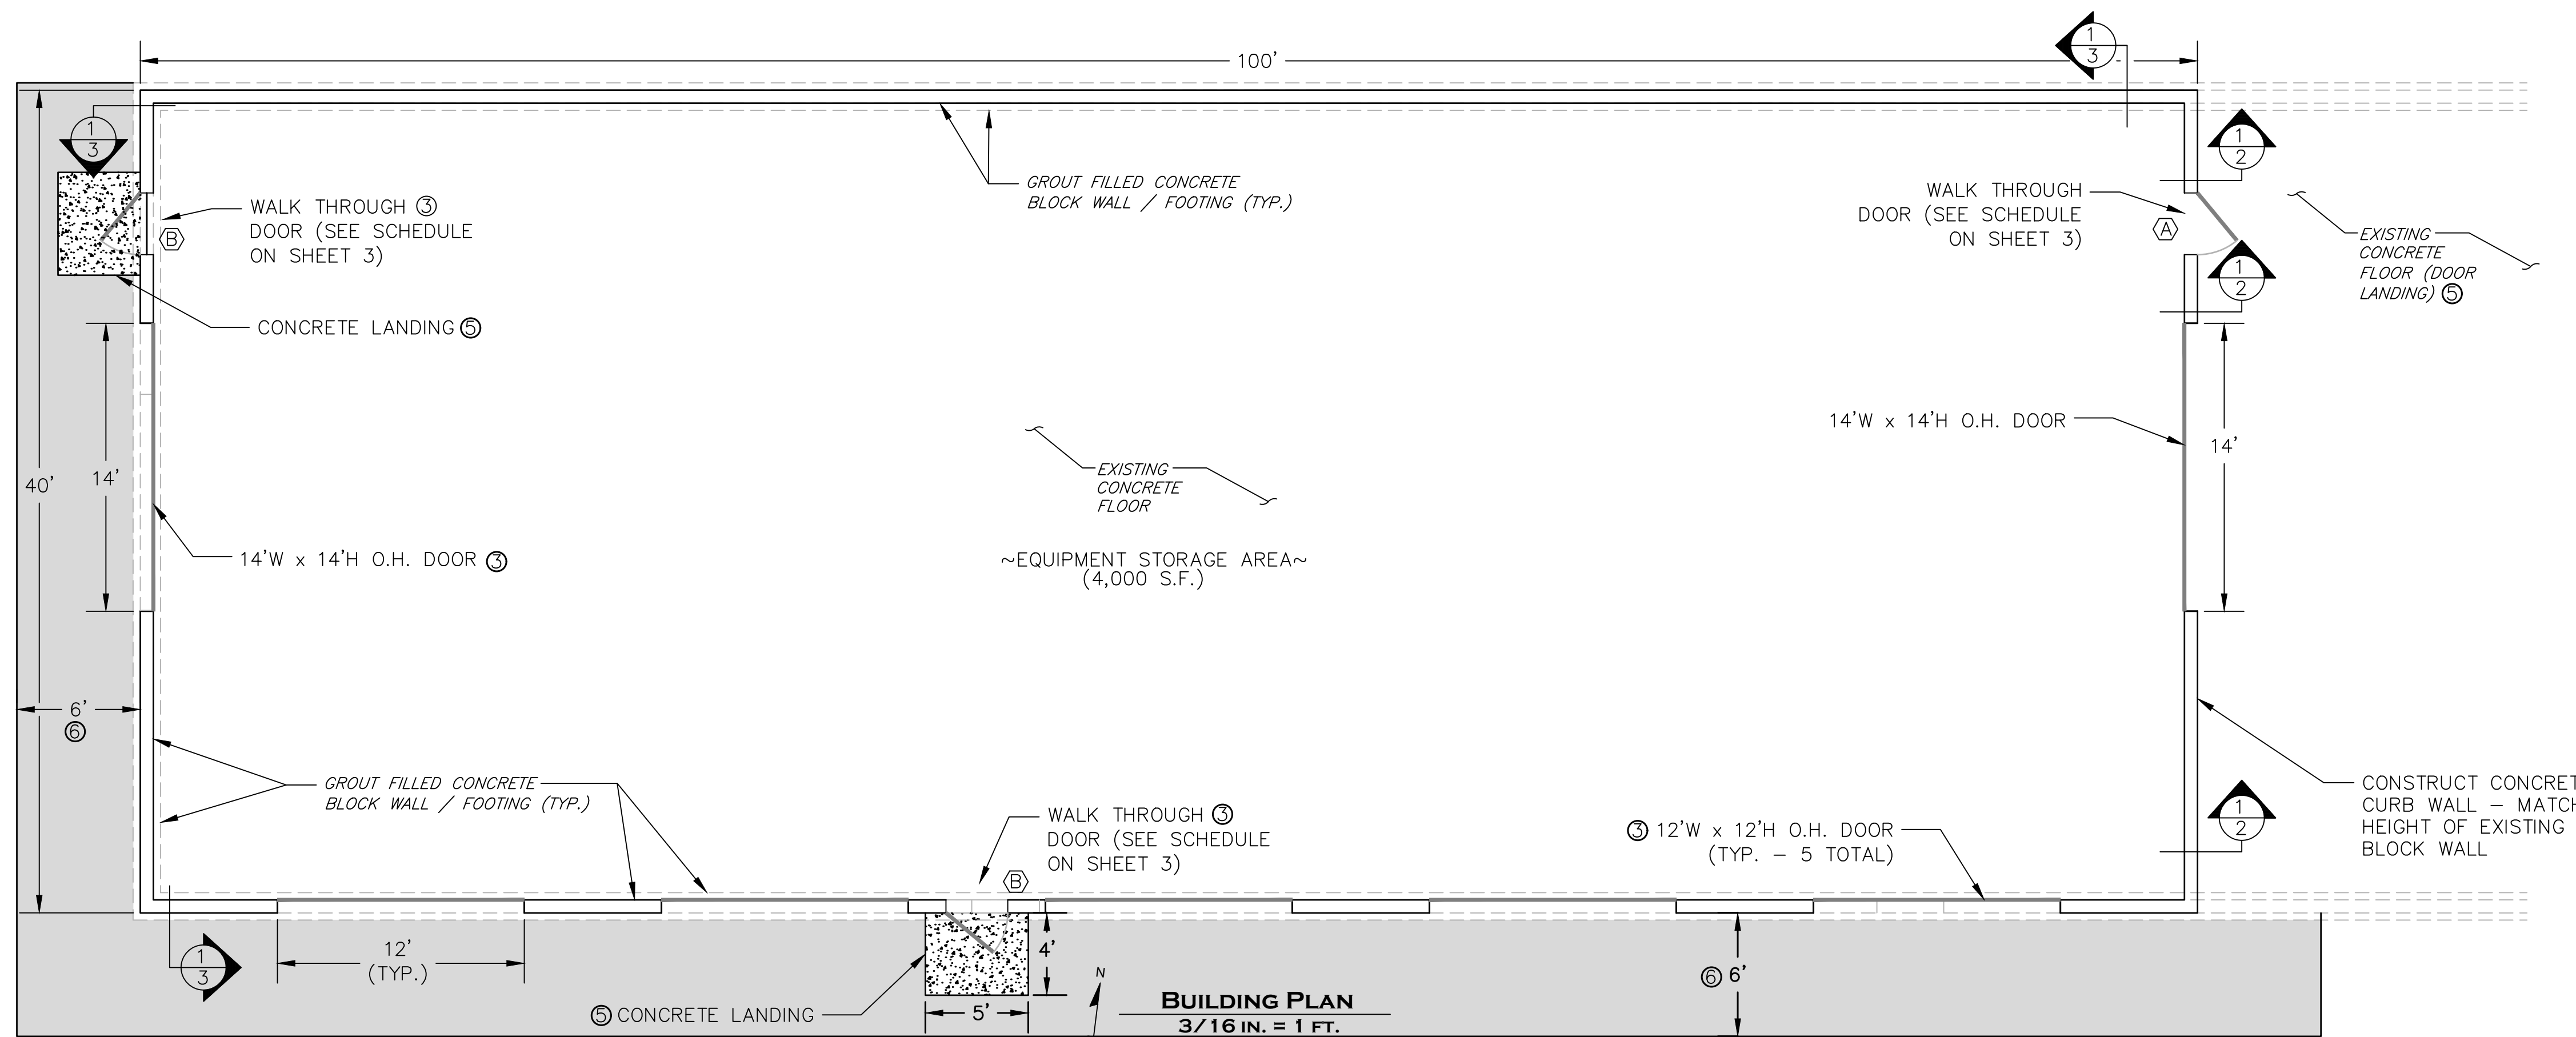 100'
1
3
1
3
1
2
GROUT FILLED CONCRETE
BLOCK WALL / FOOTING (TYP.)
WALK THROUGH
DOOR (SEE SCHEDULE
ON SHEET 3)
A
WALK THROUGH 3
DOOR (SEE SCHEDULE
ON SHEET 3)
B
EXISTING
CONCRETE
FLOOR (DOOR
LANDING) 5
1
2
CONCRETE LANDING 5
14'W x 14'H O.H. DOOR
14'
40'
14'
EXISTING
CONCRETE
FLOOR
14'W x 14'H O.H. DOOR 3
~EQUIPMENT STORAGE AREA~
(4,000 S.F.)
6'
6
GROUT FILLED CONCRETE
BLOCK WALL / FOOTING (TYP.)
WALK THROUGH 3
DOOR (SEE SCHEDULE
ON SHEET 3)
B
3 12'W x 12'H O.H. DOOR
(TYP. – 5 TOTAL)
1
2
CONSTRUCT CONCRET
CURB WALL – MATCH
HEIGHT OF EXISTING
BLOCK WALL
1
3
12'
(TYP.)
4'
6 6'
N
5 CONCRETE LANDING
5'
BUILDING PLAN
3/16 IN. = 1 FT.